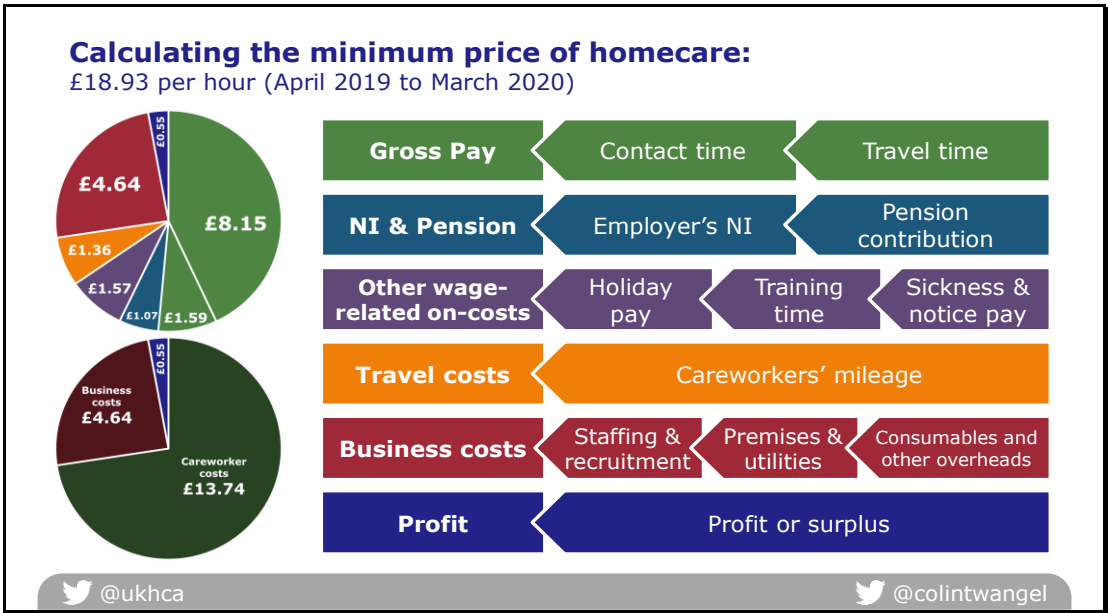 Calculating the minimum price of homecare:
£18.93 per hour (April 2019 to March 2020)
£0.55
£4.64
£8.15
£1.36
£1.57
£1.07
£1.59
£0.55
Business
costs
£4.64
Careworker
costs
£13.74
Gross Pay
Contact time
Travel time
NI & Pension
Employer’s NI
Pension
contribution
Other wage-
related on-costs
Holiday
pay
Training
time
Sickness &
notice pay
Travel costs
Careworkers’ mileage
Business costs
Staffing &
recruitment
Premises &
utilities
Consumables and
other overheads
Profit
Profit or surplus
@ukhca
@colintwangel